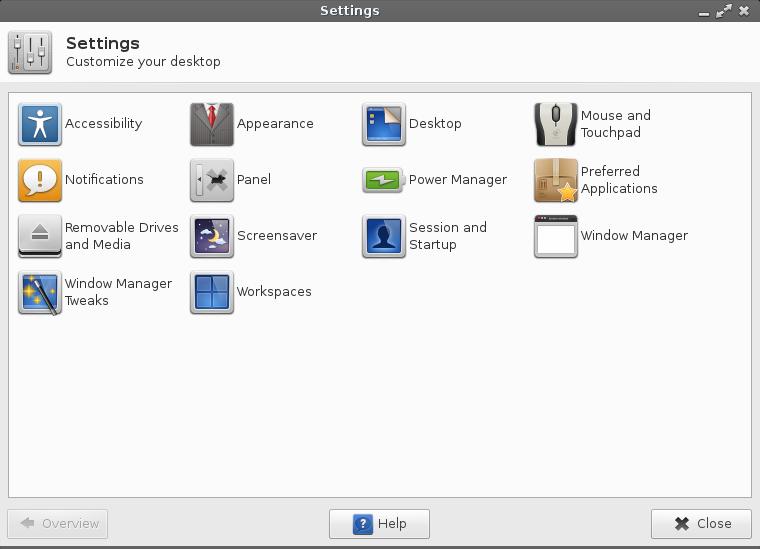 Settings
Settings
Customize your desktop
Accessibility
Appearance
Desktop
Mouse and
Touchpad
Notifications
Panel
Power Manager
Preferred
Applications
Removable Drives
and Media
Screensaver
Session and
Startup
Window Manager
Window Manager
Tweaks
Workspaces
Overview
Help
Close